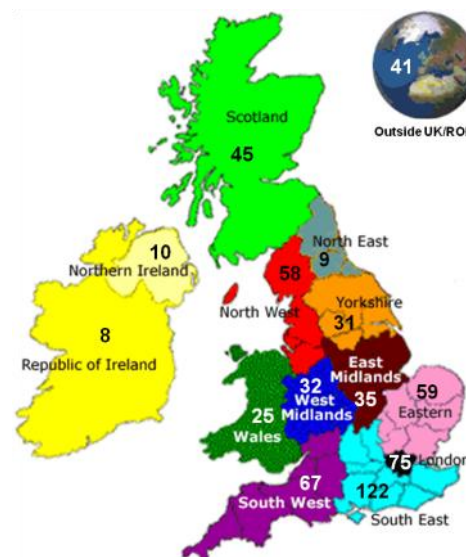 41
Outside UK/ROI
Scotland
45
10
Northern Ireland
North East
9
58
North West
Yorkshire
31
8
Republic of Ireland
East
Midlands
35
32
West
Midlands
59
Eastern
25
Wales
75
London
67
South West
122
South East